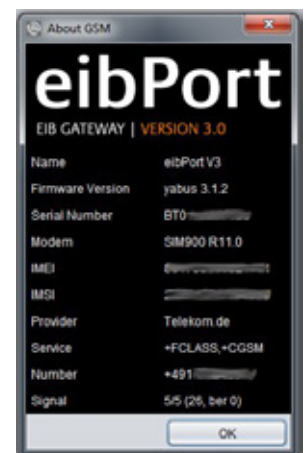 About GSM
eibPort
EIB GATEWAY | VERSION 3.0
Name eibPort V3
Firmware Version yabus 3.1.2
Serial Number BT0
Modem SIM900 R11.0
IMEI
IMSI
Provider Telekom.de
Service +FCLASS,+CGSM
Number +491
Signal 5/5 (26, ber 0)
OK